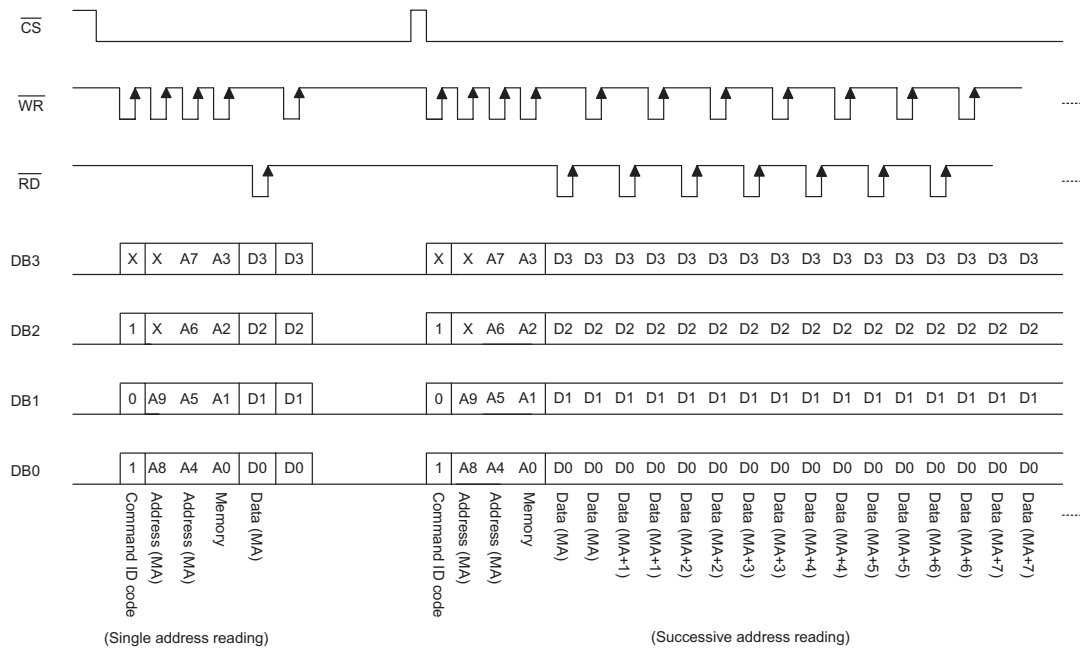 CS
WR
RD
DB3 X X A7 A3 D3 D3 X X A7 A3 D3 D3 D3 D3 D3 D3 D3 D3 D3 D3 D3 D3 D3 D3 D3 D3
DB2 1 X A6 A2 D2 D2 1 X A6 A2 D2 D2 D2 D2 D2 D2 D2 D2 D2 D2 D2 D2 D2 D2 D2 D2
DB1 0 A9 A5 A1 D1 D1 0 A9 A5 A1 D1 D1 D1 D1 D1 D1 D1 D1 D1 D1 D1 D1 D1 D1 D1 D1
DB0 1 A8 A4 A0 D0 D0 1 A8 A4 A0 D0 D0 D0 D0 D0 D0 D0 D0 D0 D0 D0 D0 D0 D0 D0 D0
Command ID code
Address (MA)
Address (MA)
Memory
Data (MA)
Command ID code
Address (MA)
Address (MA)
Memory
Data (MA)
Data (MA)
Data (MA+1)
Data (MA+1)
Data (MA+2)
Data (MA+2)
Data (MA+3)
Data (MA+3)
Data (MA+4)
Data (MA+4)
Data (MA+5)
Data (MA+5)
Data (MA+6)
Data (MA+6)
Data (MA+7)
Data (MA+7)
(Single address reading)
(Successive address reading)